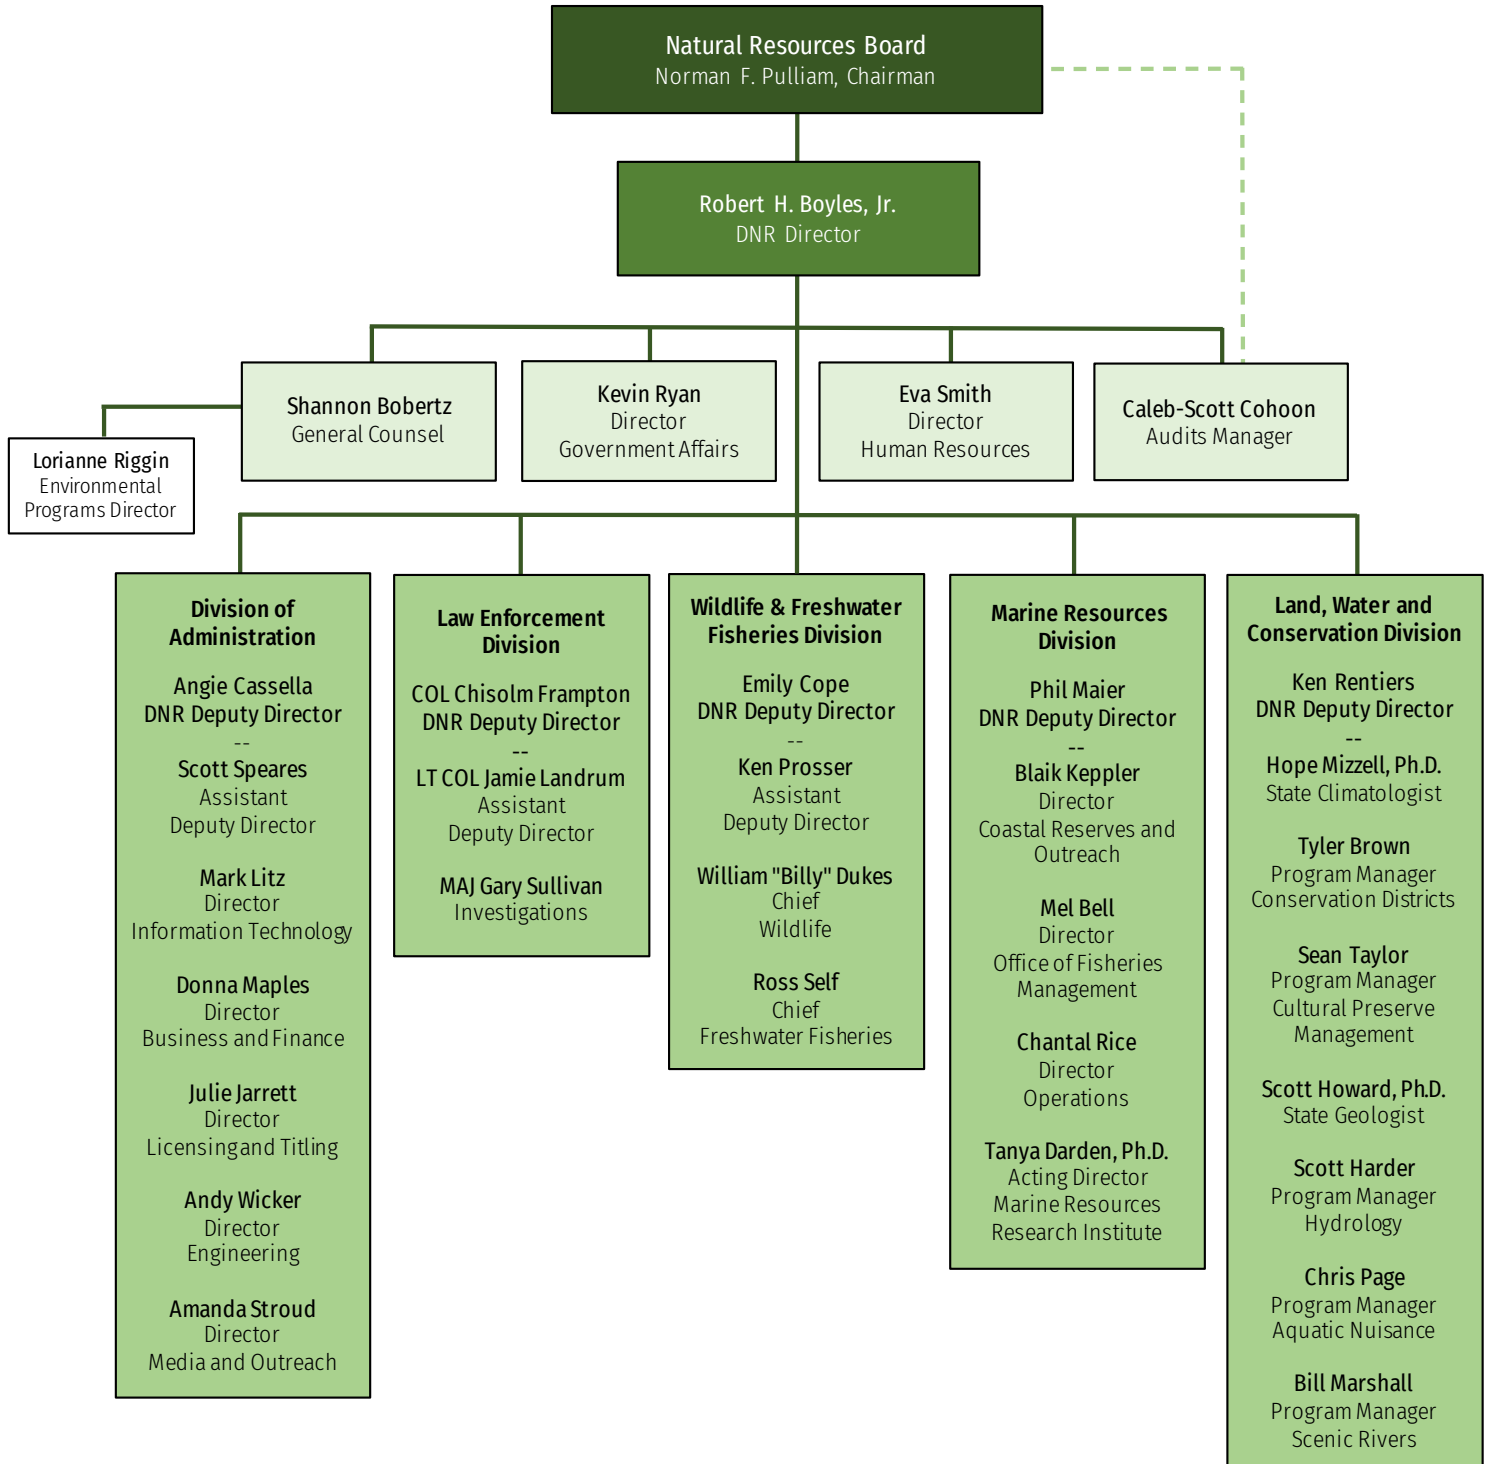 Natural Resources Board
Norman F. Pulliam, Chairman
Robert H. Boyles, Jr.
DNR Director
Shannon Bobertz
General Counsel
Kevin Ryan
Director
Government Affairs
Eva Smith
Director
Human Resources
Caleb-Scott Cohoon
Audits Manager
Lorianne Riggin
Environmental
Programs Director
Division of
Administration
Angie Cassella
DNR Deputy Director
--
Scott Speares
Assistant
Deputy Director
Mark Litz
Director
Information Technology
Donna Maples
Director
Business and Finance
Julie Jarrett
Director
Licensing and Titling
Andy Wicker
Director
Engineering
Amanda Stroud
Director
Media and Outreach
Law Enforcement
Division
COL Chisolm Frampton
DNR Deputy Director
--
LT COL Jamie Landrum
Assistant
Deputy Director
MAJ Gary Sullivan
Investigations
Wildlife & Freshwater
Fisheries Division
Emily Cope
DNR Deputy Director
--
Ken Prosser
Assistant
Deputy Director
William "Billy" Dukes
Chief
Wildlife
Ross Self
Chief
Freshwater Fisheries
Marine Resources
Division
Phil Maier
DNR Deputy Director
--
Blaik Keppler
Director
Coastal Reserves and
Outreach
Mel Bell
Director
Office of Fisheries
Management
Chantal Rice
Director
Operations
Tanya Darden, Ph.D.
Acting Director
Marine Resources
Research Institute
Land, Water and
Conservation Division
Ken Rentiers
DNR Deputy Director
--
Hope Mizzell, Ph.D.
State Climatologist
Tyler Brown
Program Manager
Conservation Districts
Sean Taylor
Program Manager
Cultural Preserve
Management
Scott Howard, Ph.D.
State Geologist
Scott Harder
Program Manager
Hydrology
Chris Page
Program Manager
Aquatic Nuisance
Bill Marshall
Program Manager
Scenic Rivers